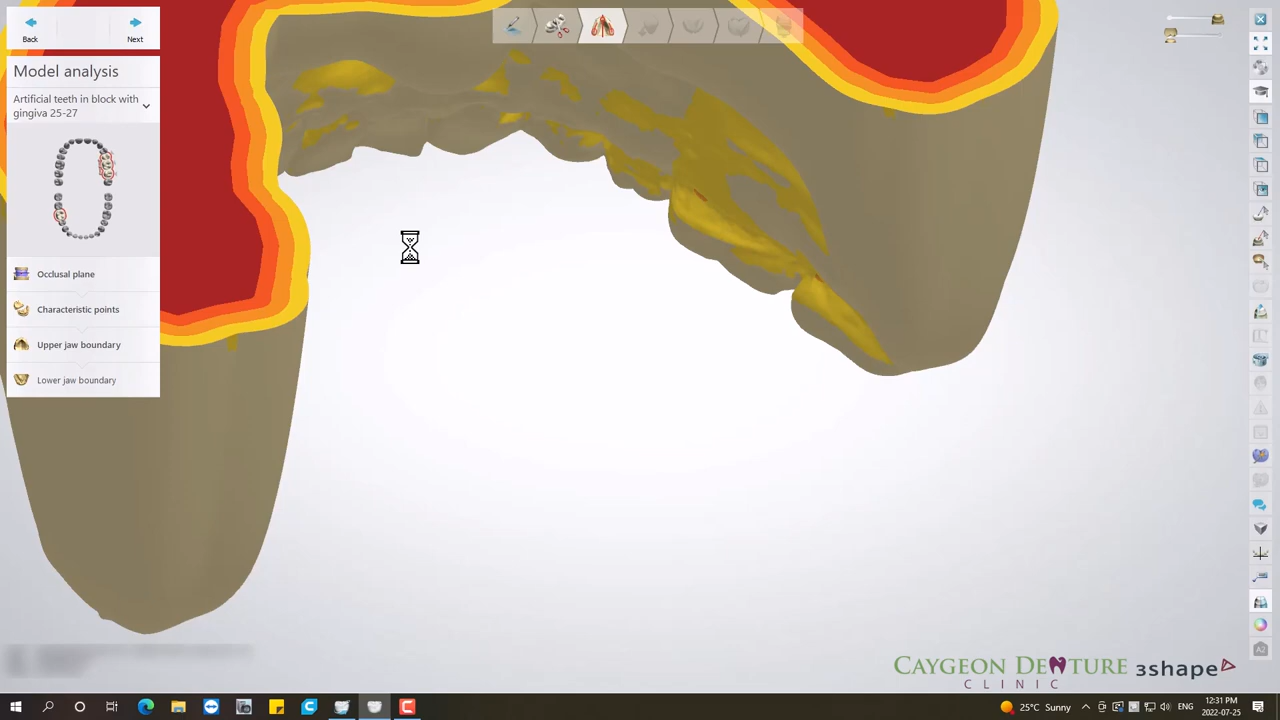 Back
Next
Model analysis
Artificial teeth in block with
gingiva 25-27
Occlusal plane
Characteristic points
Upper jaw boundary
Lower jaw boundary
A2
CAYGEON DENTURE
CLINIC
3shape
25°C Sunny
ENG
12:31 PM
2022-07-25